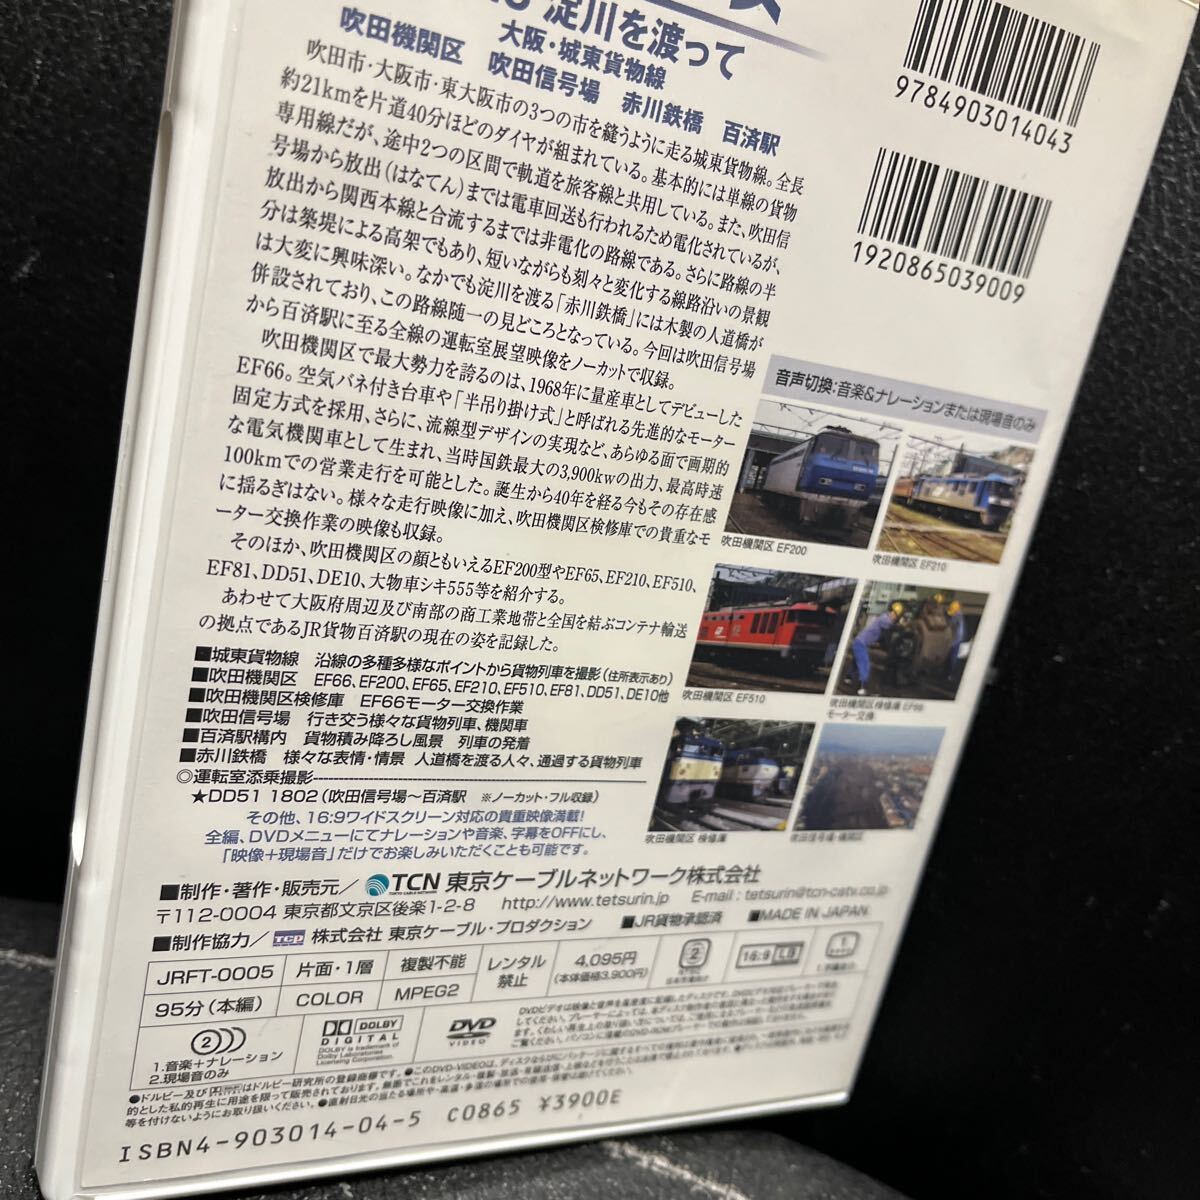 淀川を渡って
大阪・城東貨物線
吹田機関区 吹田信号場 赤川鉄橋 百済駅
吹田市・大阪市・東大阪市の3つの市を縫うように走る城東貨物線。全長
約21kmを片道40分ほどのダイヤが組まれている。基本的には単線の貨物
専用線だが、途中2つの区間で軌道を旅客線と共用している。また、吹田信
号場から放出(はなてん)までは電車回送も行われるため電化されているが、
放出から関西本線と合流するまでは非電化の路線である。さらに路線の半
分は築堤による高架でもあり、短いながらも刻々と変化する線路沿いの景観
は大変に興味深い。なかでも淀川を渡る「赤川鉄橋」には木製の人道橋が
併設されており、この路線随一の見どころとなっている。今回は吹田信号場
から百済駅に至る全線の運転室展望映像をノーカットで収録。
吹田機関区で最大勢力を誇るのは、1968年に量産車としてデビューした
EF66。空気バネ付き台車や「半吊り掛け式」と呼ばれる先進的なモーター
固定方式を採用、さらに、流線型デザインの実現など、あらゆる面で画期的
な電気機関車として生まれ、当時国鉄最大の3,900kwの出力、最高時速
100kmでの営業走行を可能とした。誕生から40年を経る今もその存在感
に揺るぎはない。様々な走行映像に加え、吹田機関区検修庫での貴重なモ
ーター交換作業の映像も収録。
そのほか、吹田機関区の顔ともいえるEF200型やEF65、EF210、EF510、
EF81、DD51、DE10、大物車シキ555等を紹介する。
あわせて大阪府周辺及び南部の商工業地帯と全国を結ぶコンテナ輸送
の拠点であるJR貨物百済駅の現在の姿を記録した。
■城東貨物線 沿線の多種多様なポイントから貨物列車を撮影(住所表示あり)
■吹田機関区 EF66、EF200、EF65、EF210、EF510、EF81、DD51、DE10他
■吹田機関区検修庫 EF66モーター交換作業
■吹田信号場 行き交う様々な貨物列車、機関車
■百済駅構内 貨物積み降ろし風景 列車の発着
■赤川鉄橋 様々な表情・情景 人道橋を渡る人々、通過する貨物列車
◎運転室添乗撮影
★DD51 1802(吹田信号場〜百済駅 ※ノーカット・フル収録)
その他、16:9ワイドスクリーン対応の貴重映像満載!
全編、DVDメニューにてナレーションや音楽、字幕をOFFにし、
「映像+現場音」だけでお楽しみいただくことも可能です。
9784903014043
1920865039009
音声切換:音楽&ナレーションまたは現場音のみ
吹田機関区 EF200
吹田機関区 EF210
吹田機関区 EF510
吹田機関区検修庫 EF66
モーター交換
吹田機関区 検修庫
吹田信号場・機関区
■制作・著作・販売元/ TCN 東京ケーブルネットワーク株式会社
TOKYO CABLE NETWORK
〒112-0004 東京都文京区後楽1-2-8 http://www.tetsurin.jp E-mail : tetsurin@tcn-catv.co.jp
■制作協力/ TCP 株式会社 東京ケーブル・プロダクション ■JR貨物承認済 ■MADE IN JAPAN.
JRFT-0005 片面・1層 複製不能 レンタル禁止 4,095円(本体価格3,900円) 2 16:9 LB 1
95分(本編) COLOR MPEG2
2
1.音楽+ナレーション
2.現場音のみ
DOLBY DIGITAL
DOLBY is trademark of
Dolby Laboratories
Licensing Corporation.
DVD VIDEO
ISBN4-903014-04-5 C0865 ¥3900E